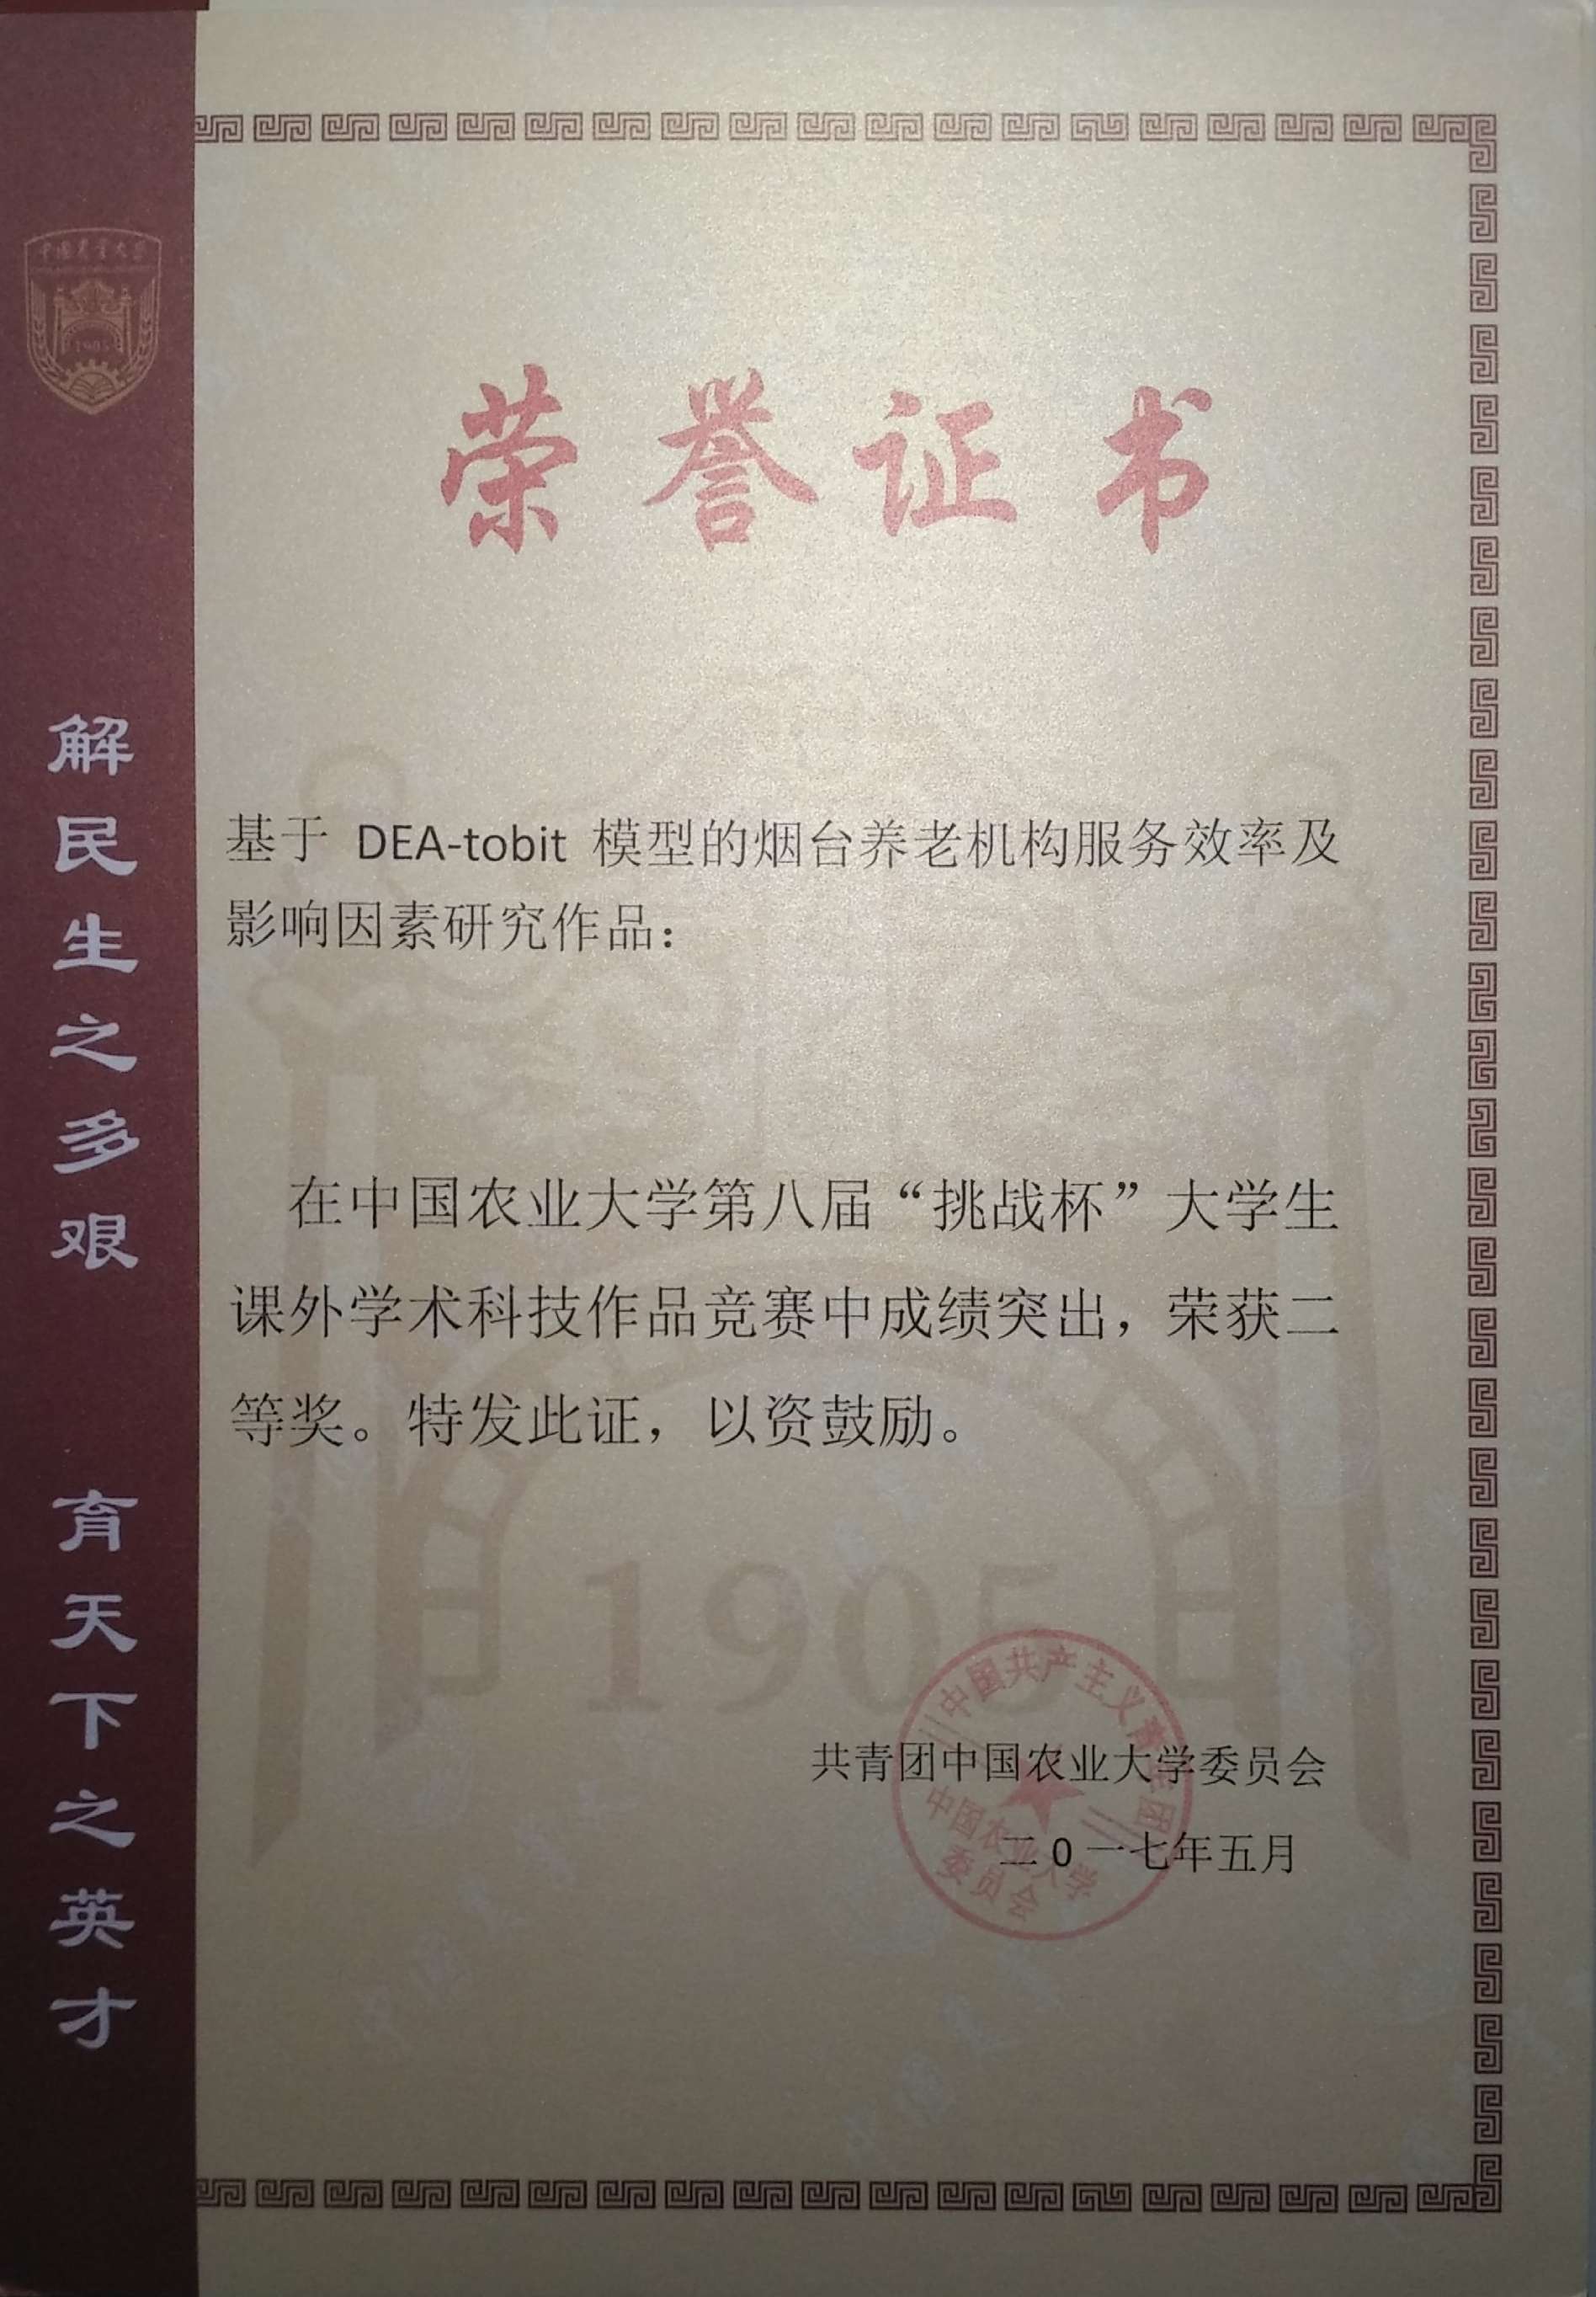 中国农业大学
1905
解民生之多艰 育天下之英才
荣誉证书
基于 DEA-tobit 模型的烟台养老机构服务效率及
影响因素研究作品：
在中国农业大学第八届“挑战杯”大学生
课外学术科技作品竞赛中成绩突出，荣获二
等奖。特发此证，以资鼓励。
1905
共青团中国农业大学委员会
二0一七年五月
中国共产主义青年团
中国农业大学
委员会